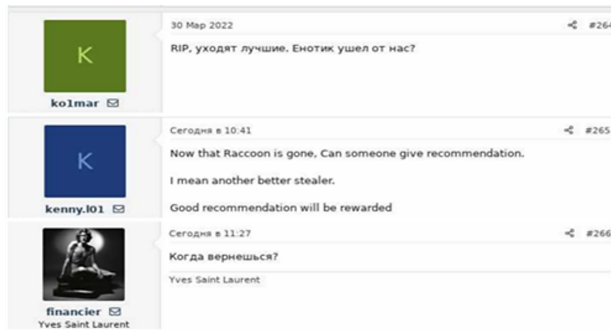 30 Мар 2022
#264
K
RIP, уходят лучшие. Енотик ушел от нас?
ko1mar
Сегодня в 10:41
#265
K
Now that Raccoon is gone, Can someone give recommendation.
I mean another better stealer.
Good recommendation will be rewarded
kenny.l01
Сегодня в 11:27
#266
Когда вернешься?
Yves Saint Laurent
financier
Yves Saint Laurent